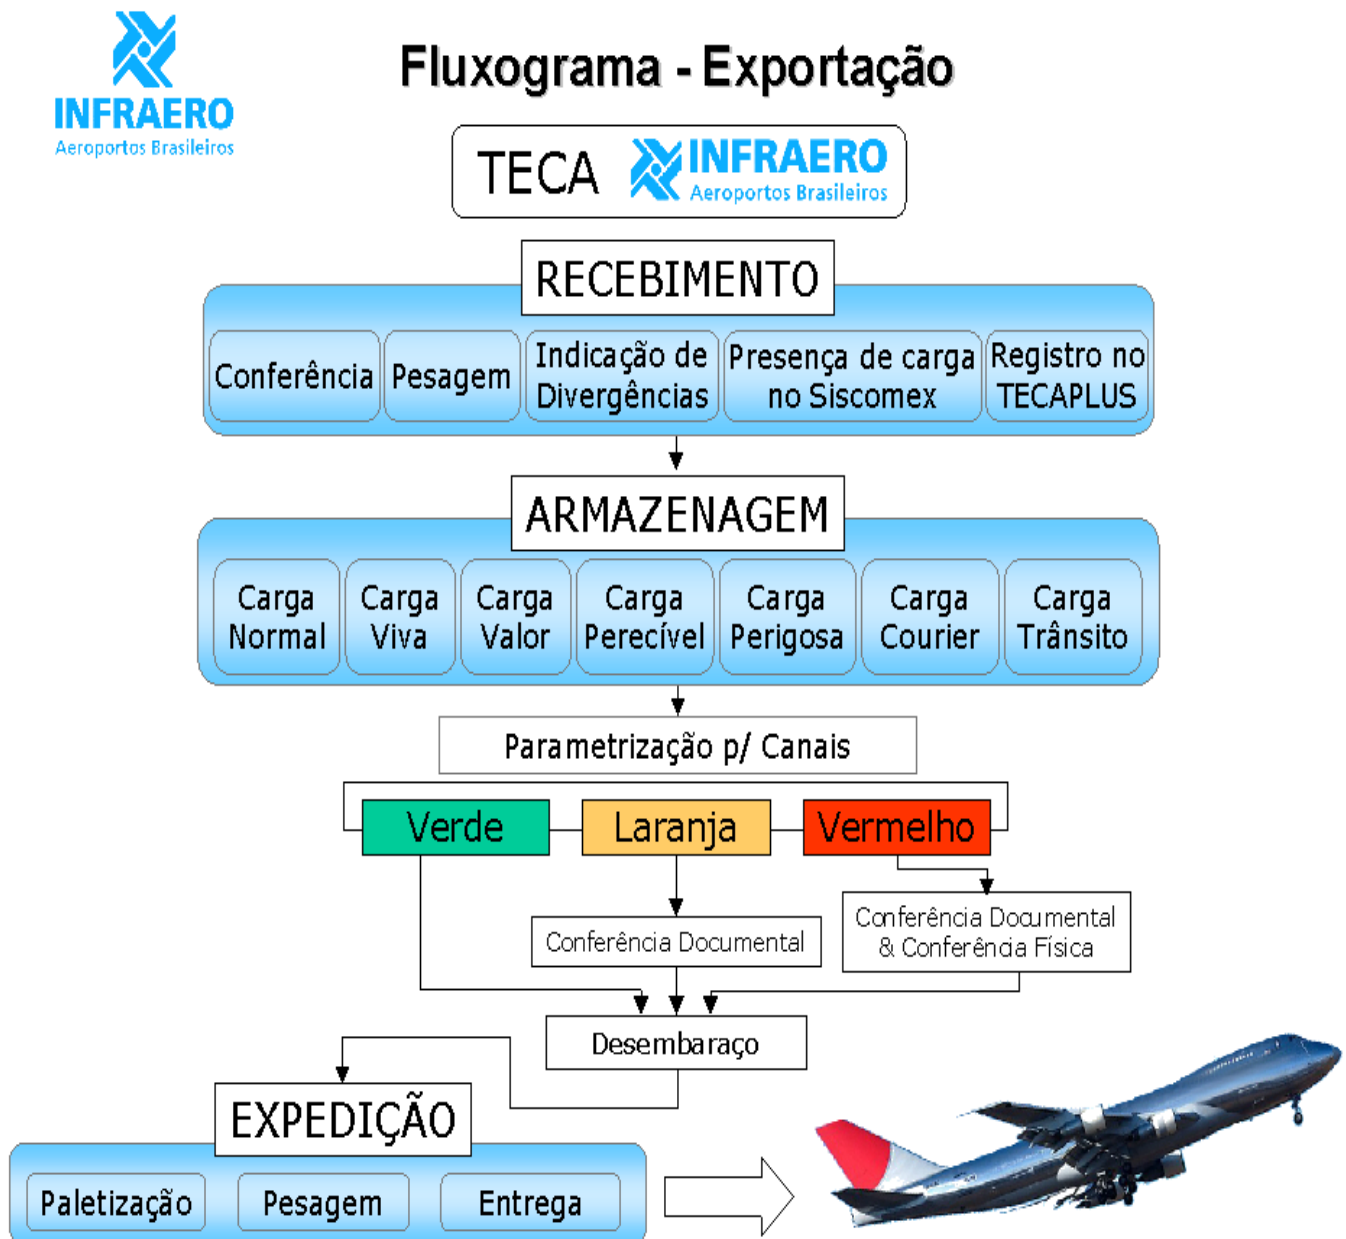 INFRAERO
Aeroportos Brasileiros
Fluxograma - Exportação
TECA
INFRAERO
Aeroportos Brasileiros
RECEBIMENTO
Conferência
Pesagem
Indicação de
Divergências
Presença de carga
no Siscomex
Registro no
TECAPLUS
ARMAZENAGEM
Carga
Normal
Carga
Viva
Carga
Valor
Carga
Perecível
Carga
Perigosa
Carga
Courier
Carga
Trânsito
Parametrização p/ Canais
Verde
Laranja
Vermelho
Conferência Documental
Conferência Documental
& Conferência Física
Desembaraço
EXPEDIÇÃO
Paletização
Pesagem
Entrega